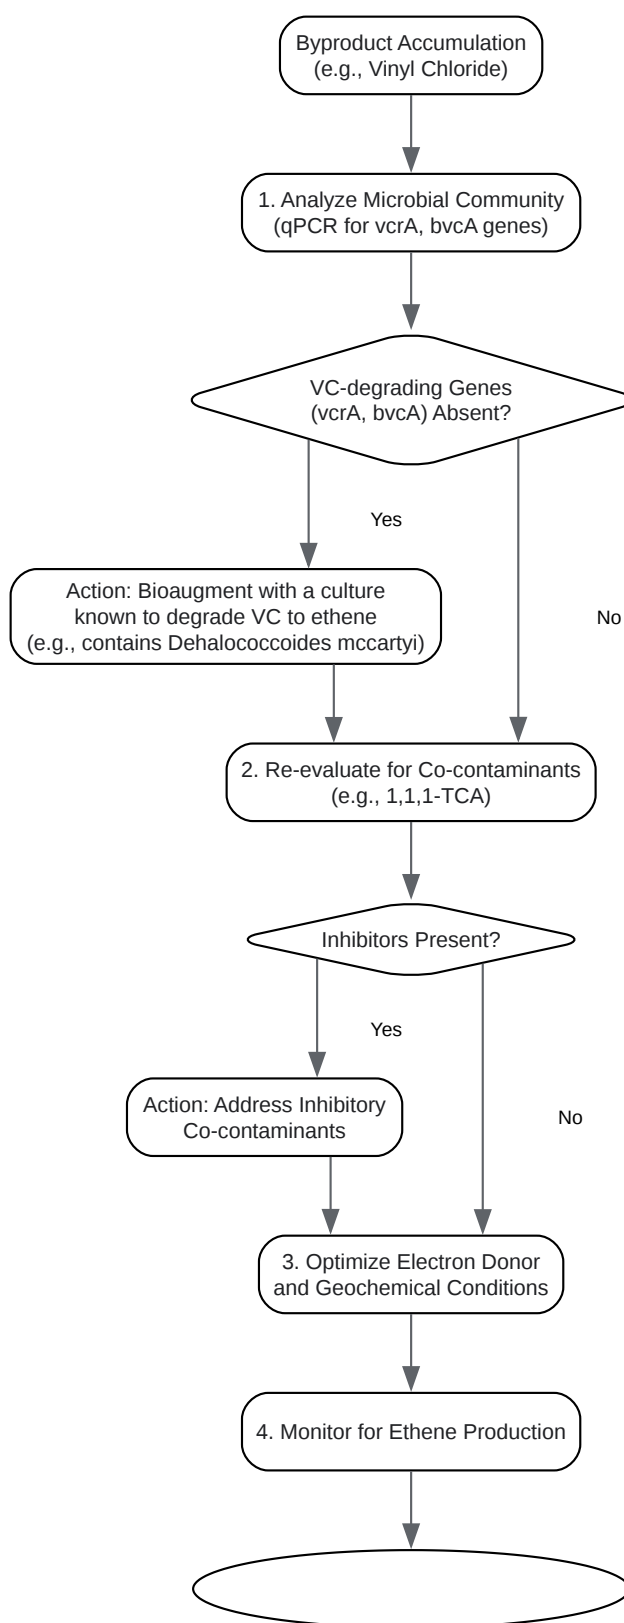 Byproduct Accumulation
(e.g., Vinyl Chloride)
1. Analyze Microbial Community
(qPCR for vcrA, bvcA genes)
VC-degrading Genes
(vcrA, bvcA) Absent?
Yes
Action: Bioaugment with a culture
known to degrade VC to ethene
(e.g., contains Dehalococcoides mccartyi)
No
2. Re-evaluate for Co-contaminants
(e.g., 1,1,1-TCA)
Inhibitors Present?
Yes
Action: Address Inhibitory
Co-contaminants
No
3. Optimize Electron Donor
and Geochemical Conditions
4. Monitor for Ethene Production